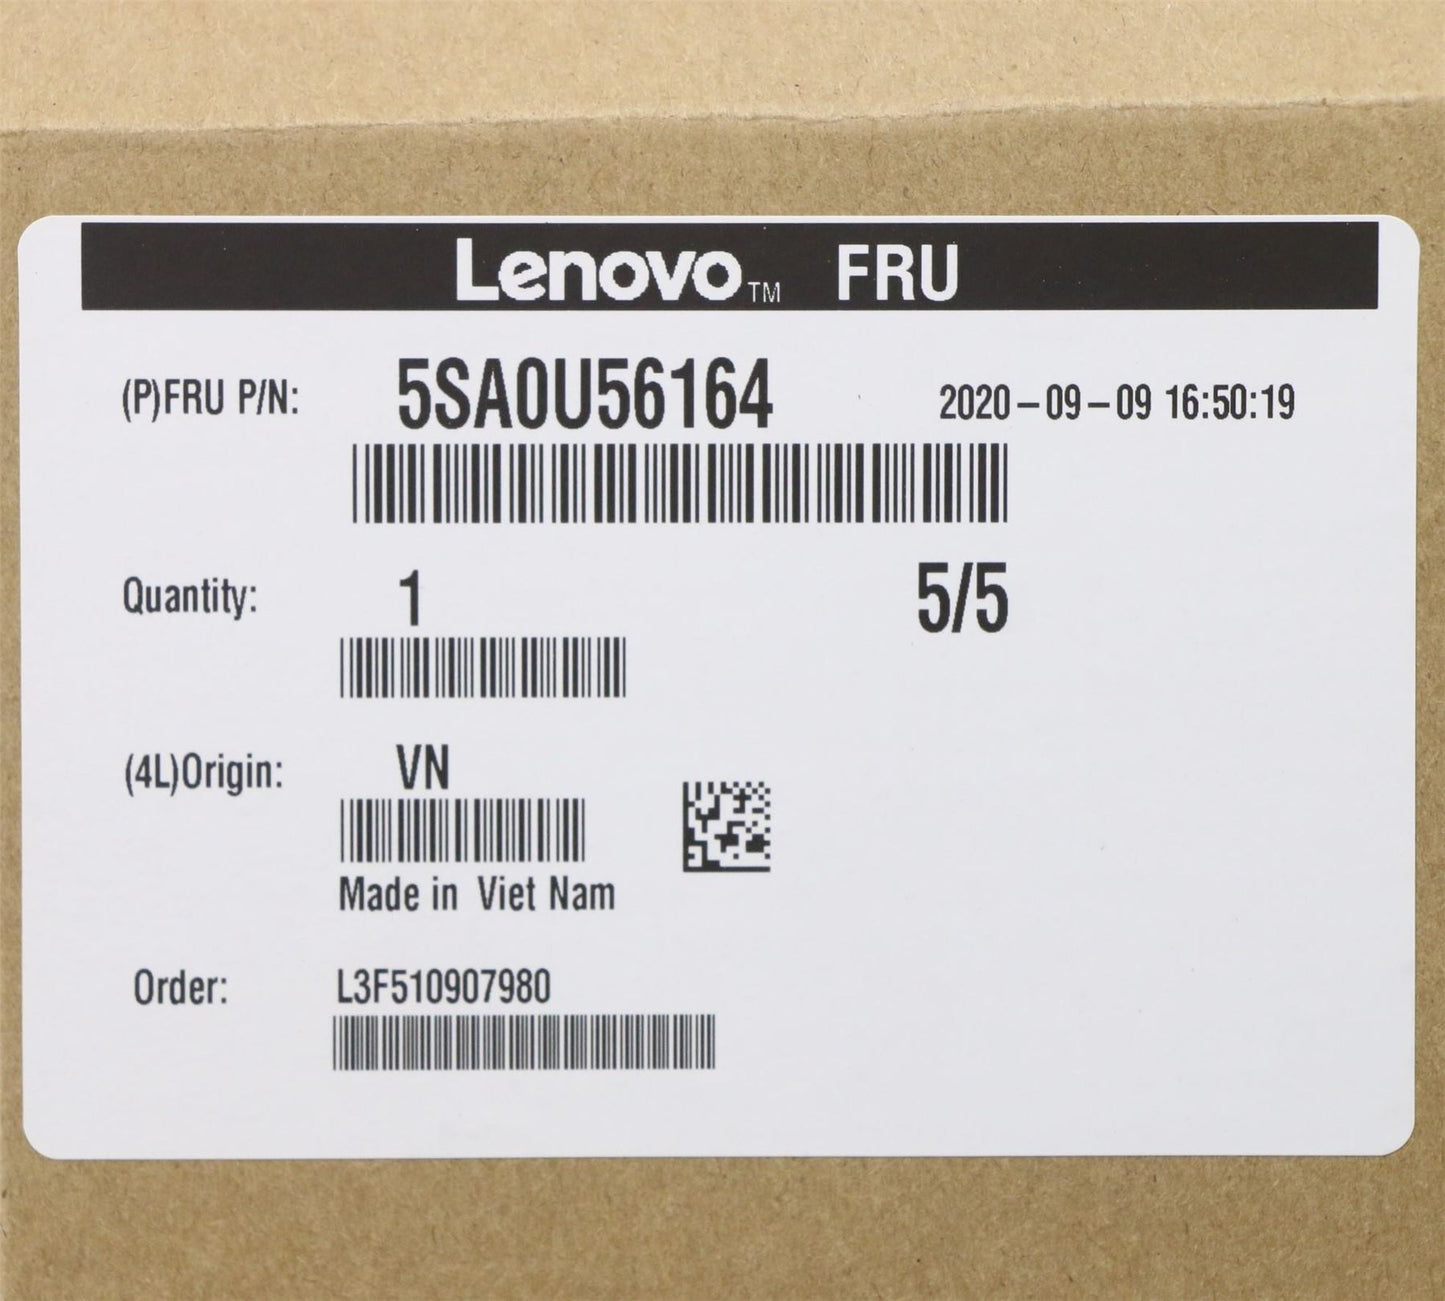 Lenovo™ FRU
(P)FRU P/N: 5SA0U56164 2020-09-09 16:50:19
Quantity: 1 5/5
(4L)Origin: VN
Made in Viet Nam
Order: L3F510907980